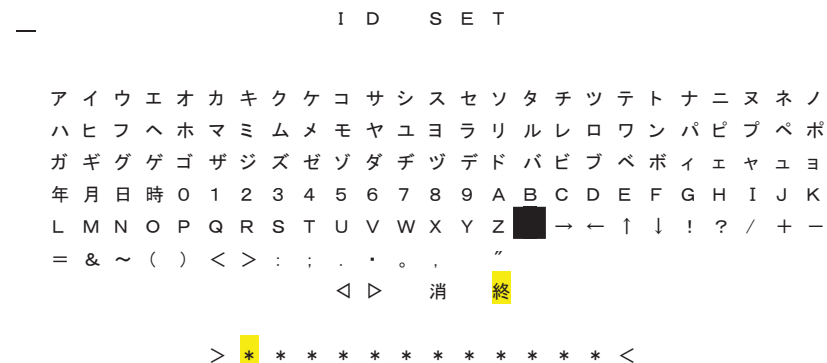 ID SET
アイウエオカキクケコサシスセソタチツテトナニヌネノ
ハヒフヘホマミムメモヤユヨラリルレロワンパピプペポ
ガギグゲゴザジズゼゾダヂヅデドバビブベボィェャュョ
年月日時0123456789ABCDEFGHIJK
LMNOPQRSTUVWXYZ■→←↑↓!?/+−
=&~()<>:;.・。,〃
◁▷ 消 終
>************<